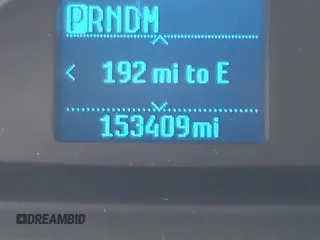 PRNDM
< 192 mi to E
153409mi
DREAMBID